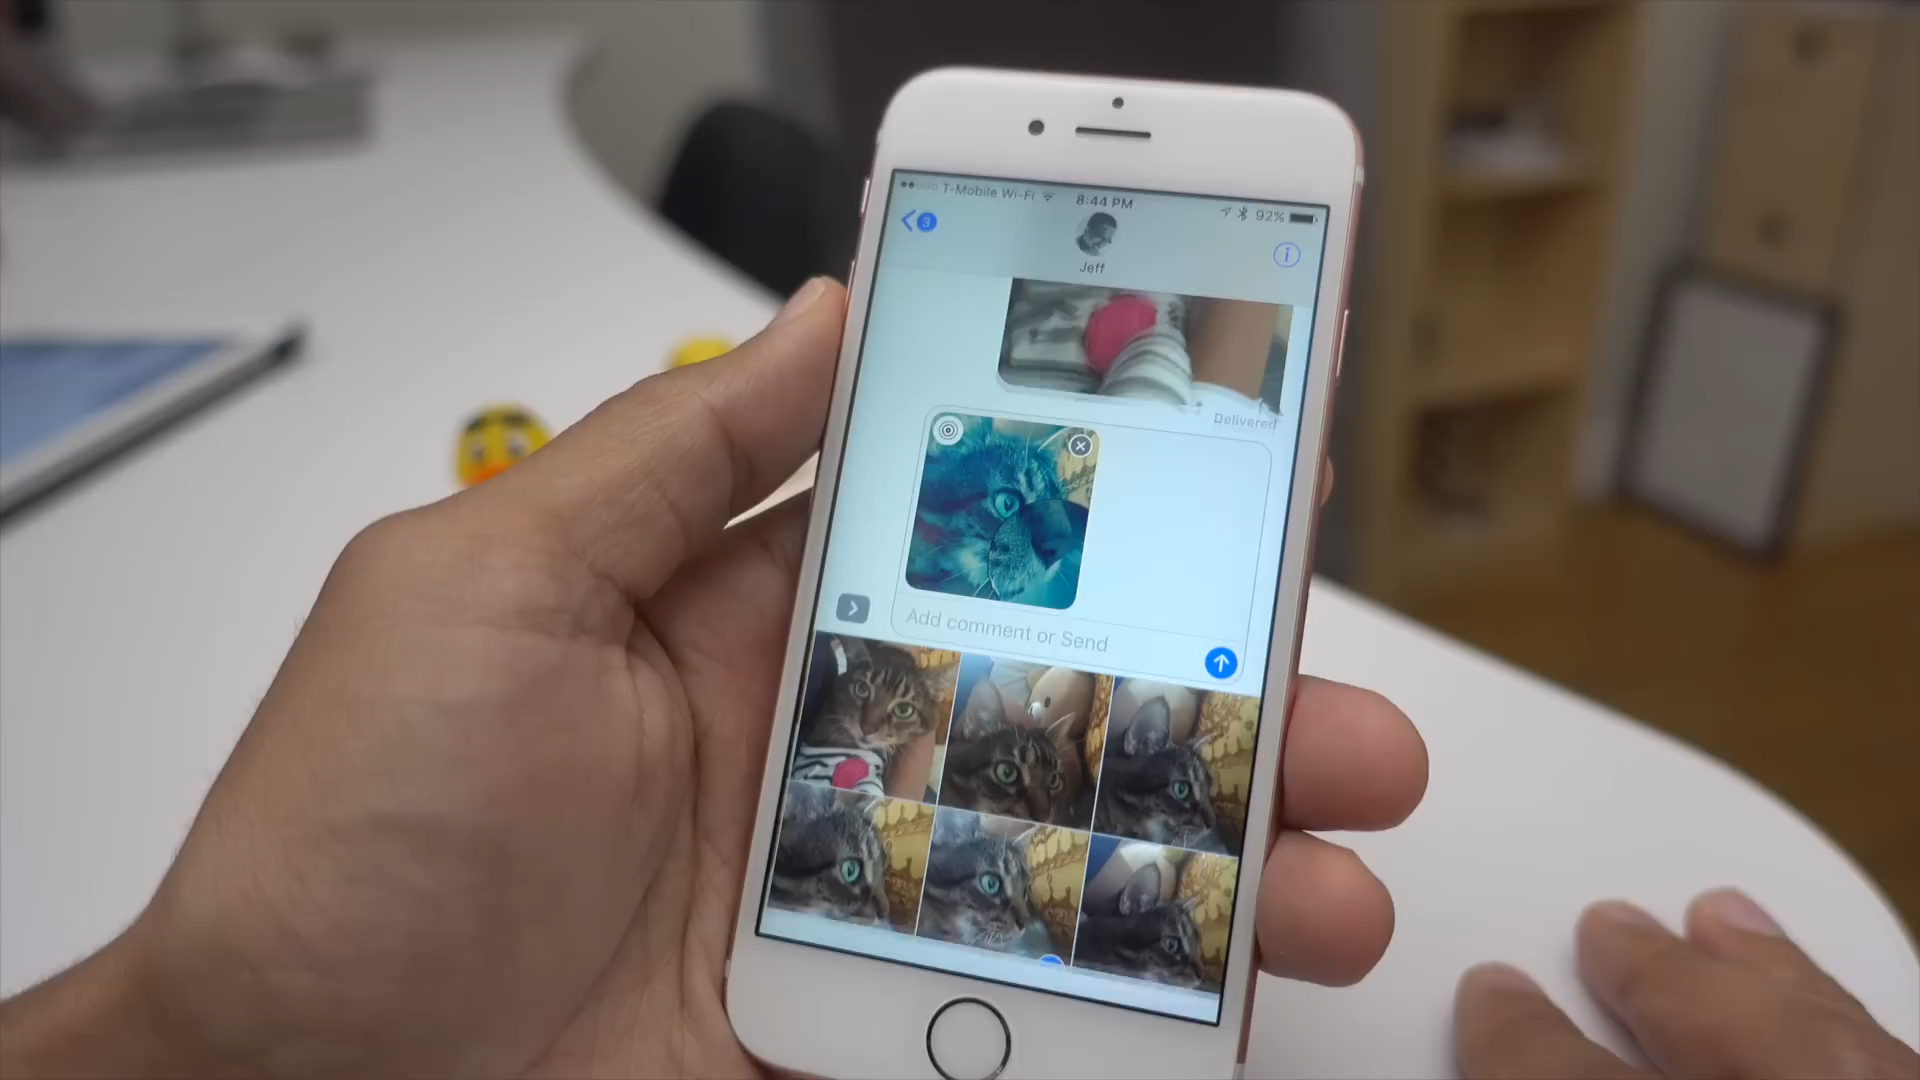 T-Mobile Wi-Fi 8:44 PM 92%
3
Jeff
Delivered
Add comment or Send